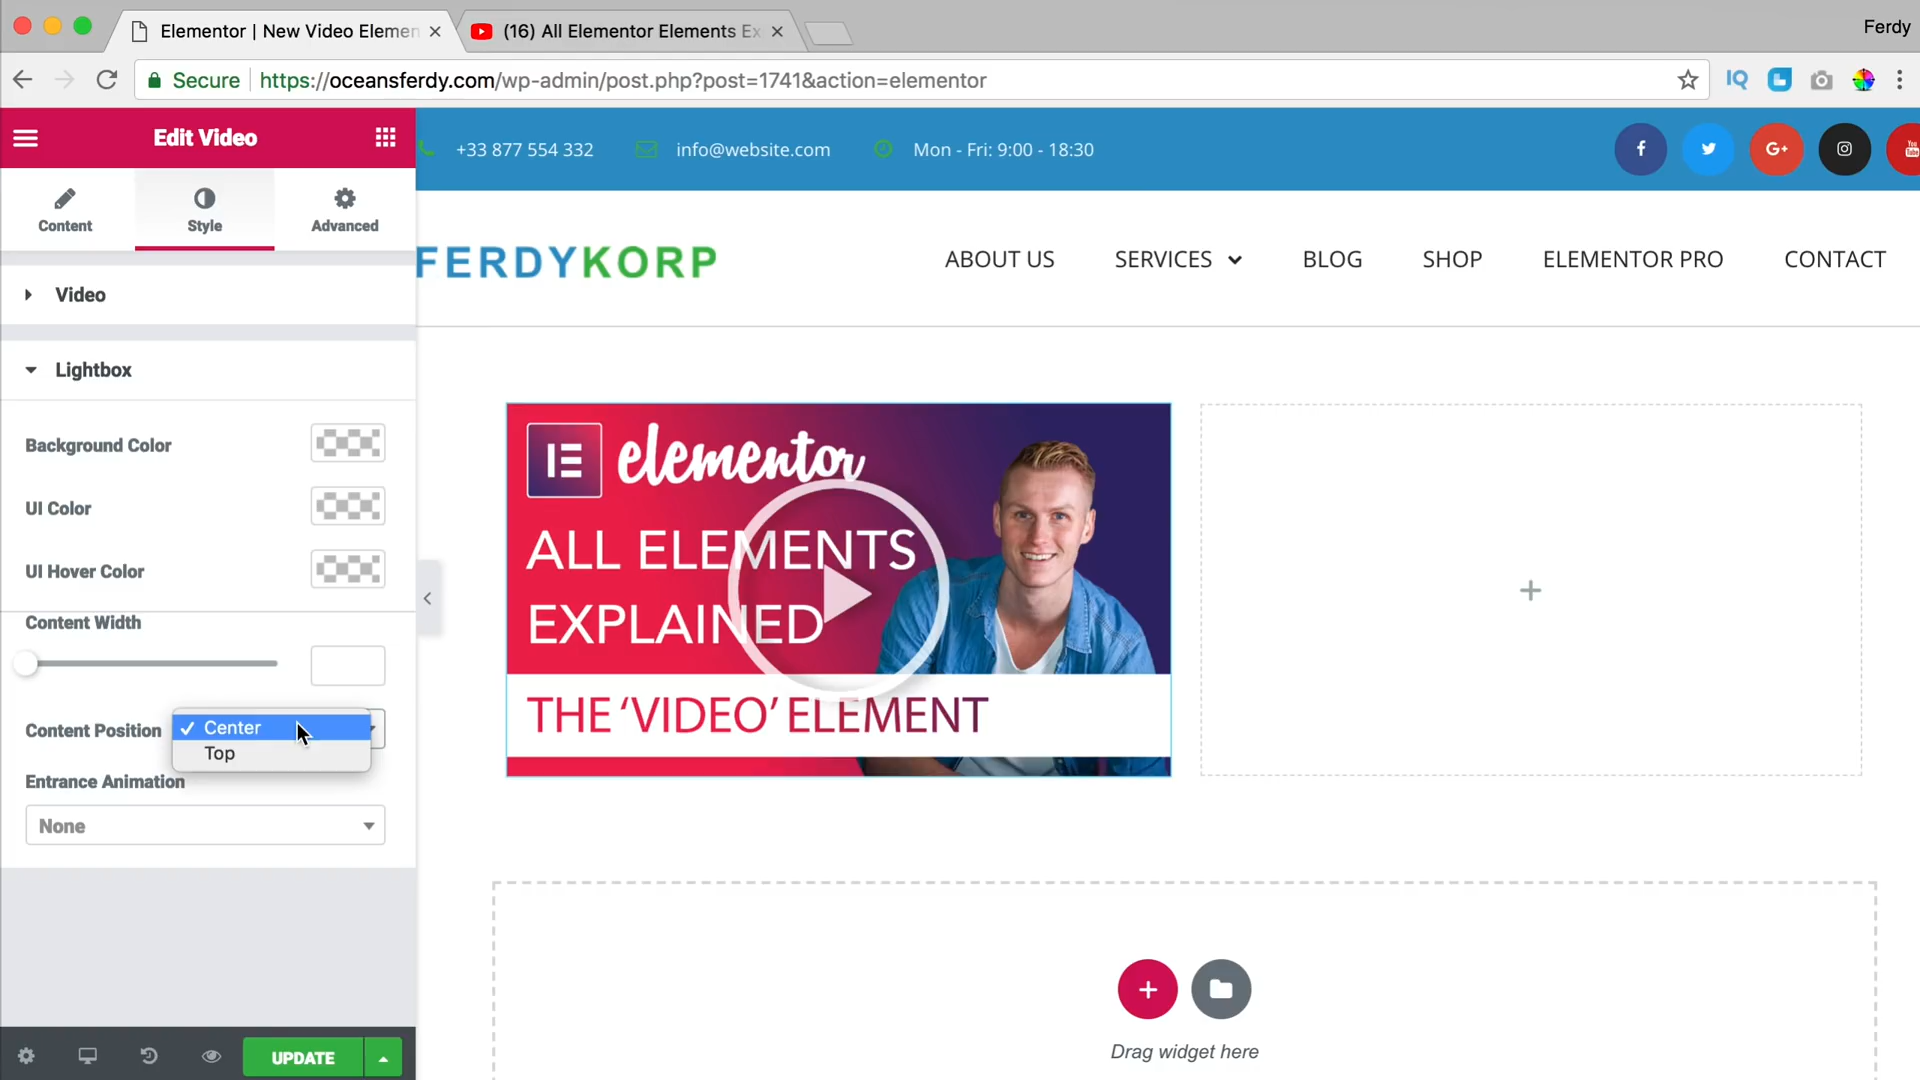 Elementor | New Video Elemen
(16) All Elementor Elements Ex
Ferdy
Secure
https://oceansferdy.com/wp-admin/post.php?post=1741&action=elementor
IQ
Edit Video
+33 877 554 332
info@website.com
Mon - Fri: 9:00 - 18:30
G+
You
Content
Style
Advanced
FERDYKORP
ABOUT US
SERVICES
BLOG
SHOP
ELEMENTOR PRO
CONTACT
Video
Lightbox
Background Color
UI Color
UI Hover Color
Content Width
Content Position
Center
Top
Entrance Animation
None
elementor
ALL ELEMENTS
EXPLAINED
THE ‘VIDEO’ ELEMENT
Drag widget here
UPDATE